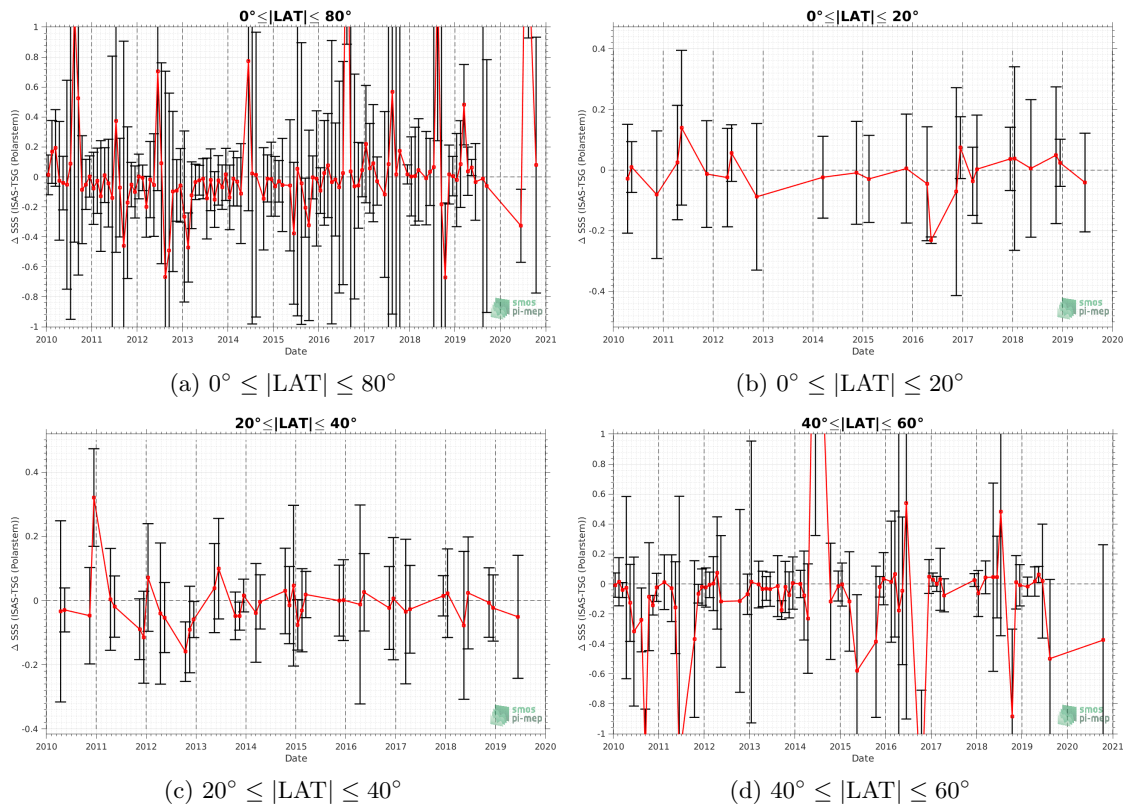 0°≤|LAT|≤ 80°
Δ SSS (ISAS-TSG (Polarstern))
1
0.8
0.6
0.4
0.2
0
-0.2
-0.4
-0.6
-0.8
-1
2010 2011 2012 2013 2014 2015 2016 2017 2018 2019 2020 2021
Date
smos
pi-mep
(a) 0° ≤ |LAT| ≤ 80°
0°≤|LAT|≤ 20°
Δ SSS (ISAS-TSG (Polarstern))
0.4
0.2
0
-0.2
-0.4
2010 2011 2012 2013 2014 2015 2016 2017 2018 2019 2020
Date
smos
pi-mep
(b) 0° ≤ |LAT| ≤ 20°
20°≤|LAT|≤ 40°
Δ SSS (ISAS-TSG (Polarstern))
0.4
0.2
0
-0.2
-0.4
2010 2011 2012 2013 2014 2015 2016 2017 2018 2019 2020
Date
smos
pi-mep
(c) 20° ≤ |LAT| ≤ 40°
40°≤|LAT|≤ 60°
Δ SSS (ISAS-TSG (Polarstern))
1
0.8
0.6
0.4
0.2
0
-0.2
-0.4
-0.6
-0.8
-1
2010 2011 2012 2013 2014 2015 2016 2017 2018 2019 2020 2021
Date
smos
pi-mep
(d) 40° ≤ |LAT| ≤ 60°